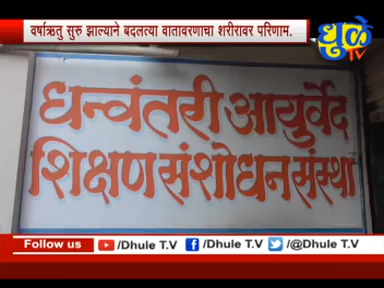 वर्षाऋतु सुरु झाल्याने बदलत्या वातावरणाचा शरीरावर परिणाम.
धुळे
TV
धन्वंतरी आयुर्वेद
शिक्षण संशोधन संस्था
Follow us
/Dhule T.V
/Dhule T.V
/@Dhule T.V